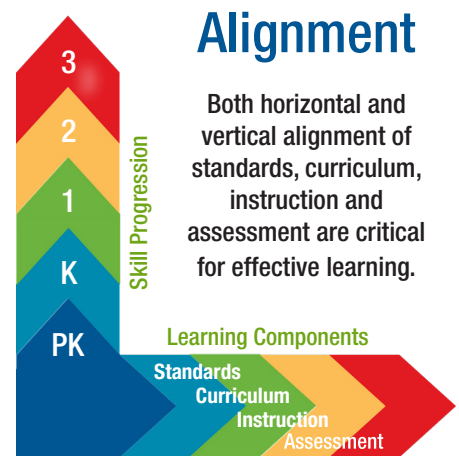 Alignment
Both horizontal and
vertical alignment of
standards, curriculum,
instruction and
assessment are critical
for effective learning.
3
2
1
K
PK
Skill Progression
Learning Components
Standards
Curriculum
Instruction
Assessment